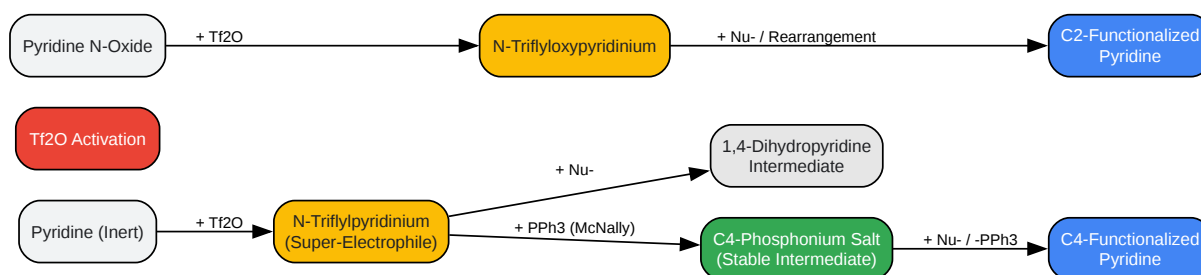 Pyridine N-Oxide
+ Tf2O
N-Triflyloxypyridinium
+ Nu- / Rearrangement
C2-Functionalized
Pyridine
Tf2O Activation
1,4-Dihydropyridine
Intermediate
+ Nu-
Pyridine (Inert)
+ Tf2O
N-Triflylpyridinium
(Super-Electrophile)
+ PPh3 (McNally)
C4-Phosphonium Salt
(Stable Intermediate)
+ Nu- / -PPh3
C4-Functionalized
Pyridine